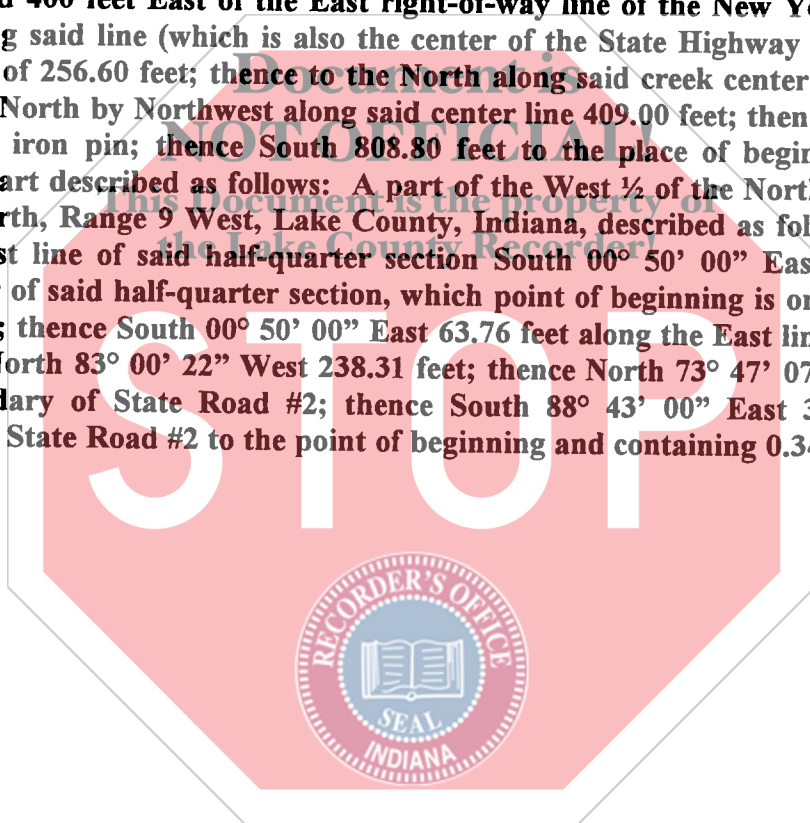 400 feet East of the East right-of-way line of the New
g said line (which is also the center of the State Highway
of 256.60 feet; thence to the North along said creek center
North by Northwest along said center line 409.00 feet; then
iron pin; thence South 808.80 feet to the place of begin
art described as follows: A part of the West ½ of the Nort
rth, Range 9 West, Lake County, Indiana, described as fol
st line of said half-quarter section South 00° 50’ 00” Eas
of said half-quarter section, which point of beginning is
; thence South 00° 50’ 00” East 63.76 feet along the East lin
North 83° 00’ 22” West 238.31 feet; thence North 73° 47’ 07
dary of State Road #2; thence South 88° 43’ 00” East 3
State Road #2 to the point of beginning and containing 0.34
Document is
NOT OFFICIAL!
This Document is the property of
the Lake County Recorder!
STOP
RECORDER'S OFFICE
SEAL
INDIANA